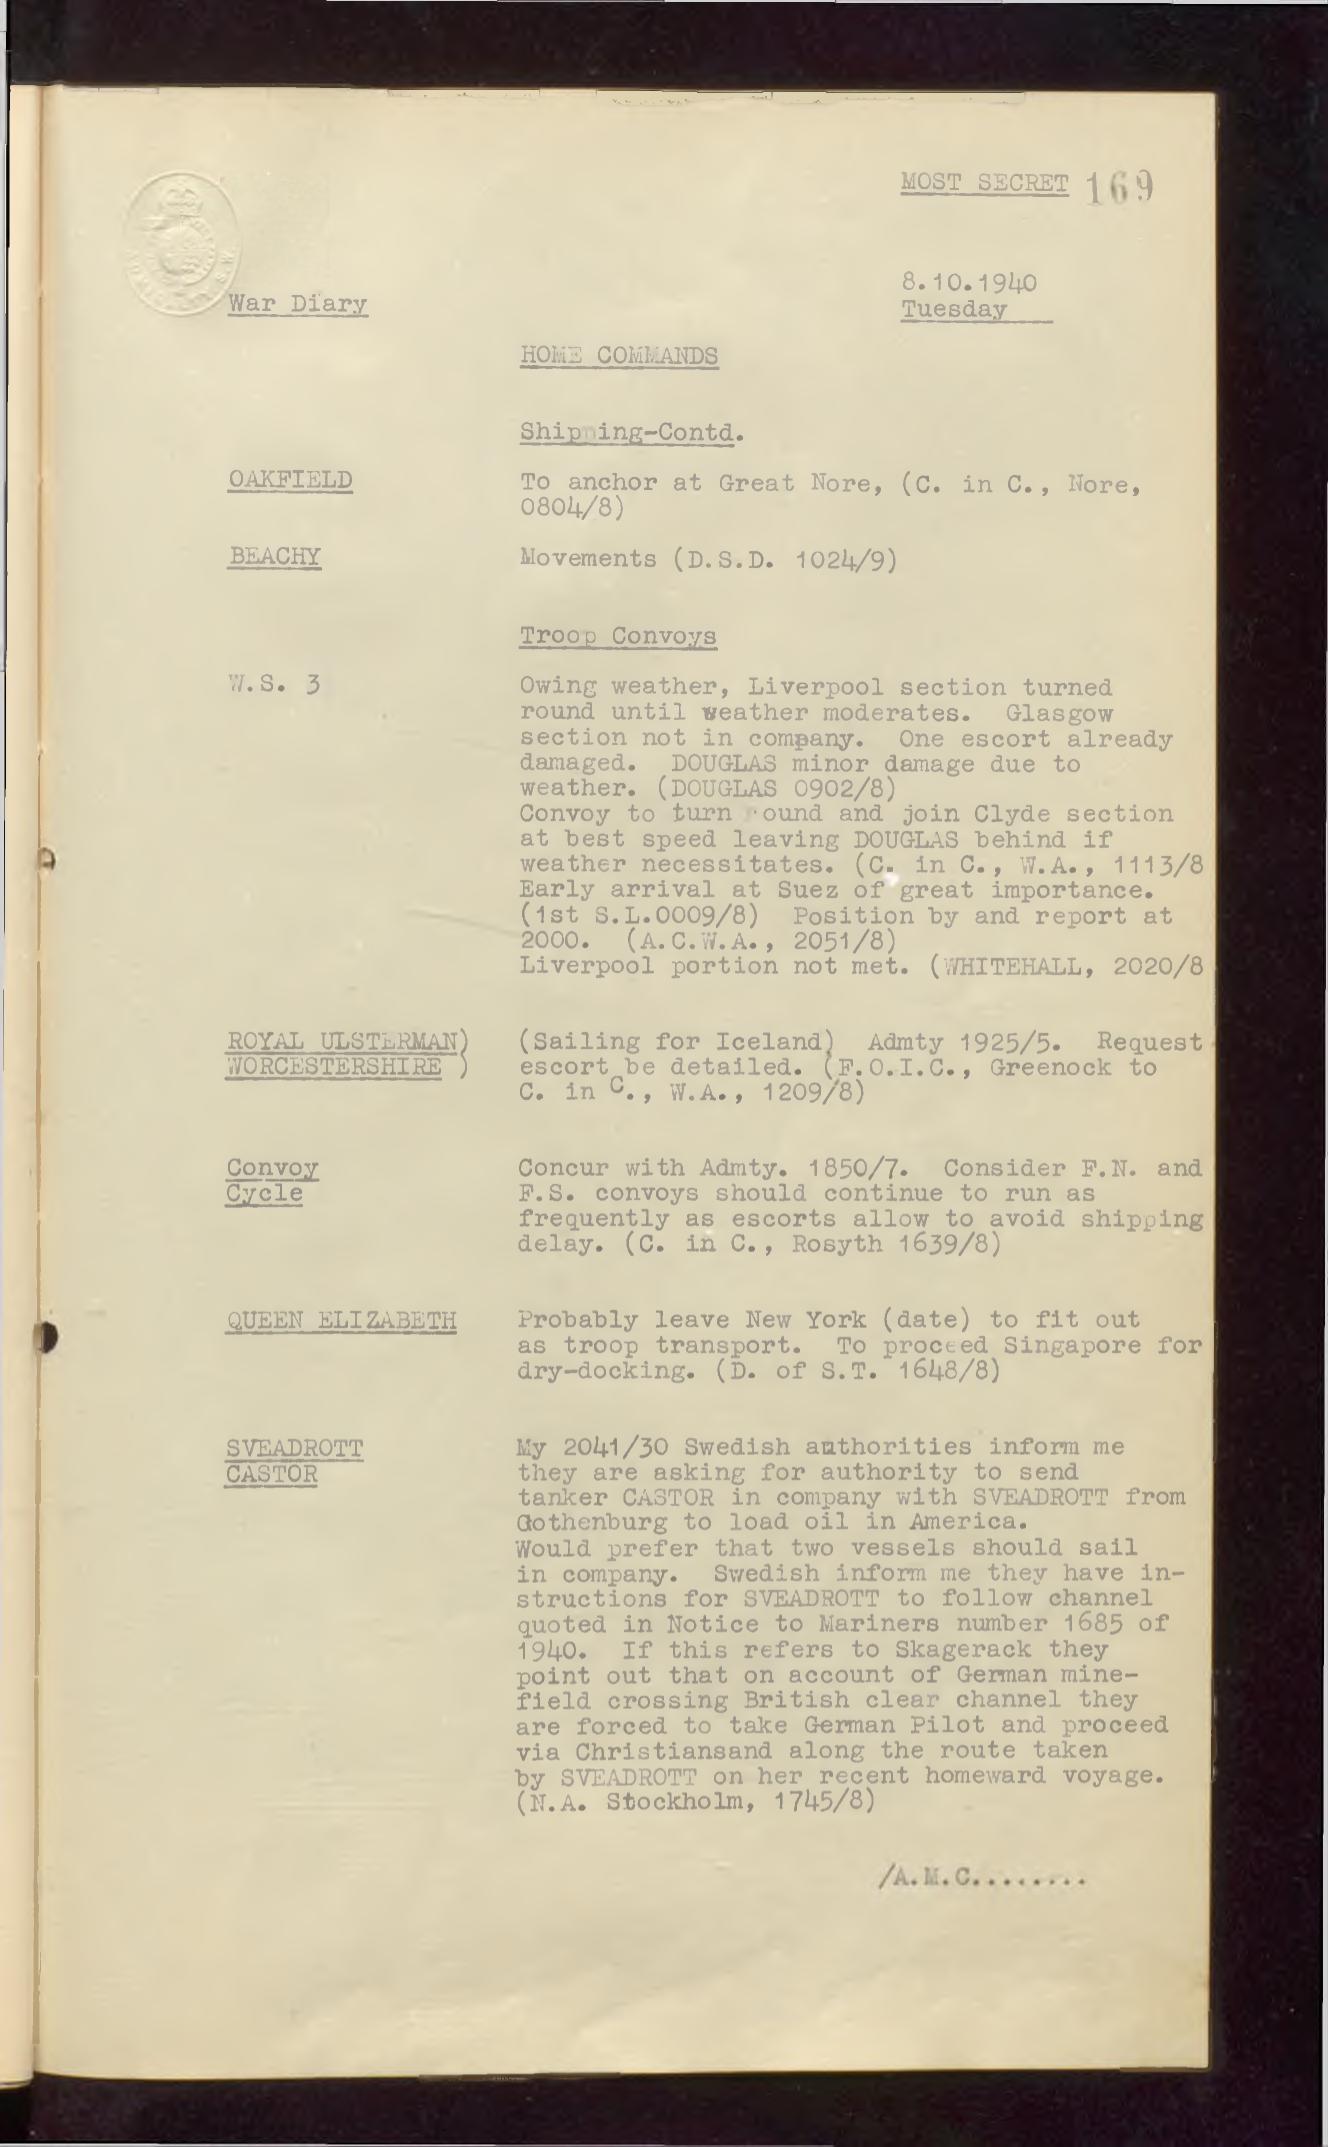 MOST SECRET 169
8.10.1940
War Diary
Tuesday
HOME COMMANDS
Shipping-Contd.
OAKFIELD To anchor at Great Nore, (C. in C., Nore,
0804/8)
BEACHY Movements (D.S.D. 1024/9)
Troop Convoys
W.S. 3 Owing weather, Liverpool section turned
round until weather moderates. Glasgow
section not in company. One escort already
damaged. DOUGLAS minor damage due to
weather. (DOUGLAS 0902/8)
Convoy to turn round and join Clyde section
at best speed leaving DOUGLAS behind if
weather necessitates. (C. in C., W.A., 1113/8
Early arrival at Suez of great importance.
(1st S.L.0009/8) Position by and report at
2000. (A.C.W.A., 2051/8)
Liverpool portion not met. (WHITEHALL, 2020/8
ROYAL ULSTERMAN) (Sailing for Iceland) Admty 1925/5. Request
WORCESTERSHIRE ) escort be detailed. (F.O.I.C., Greenock to
C. in C., W.A., 1209/8)
Convoy Concur with Admty. 1850/7. Consider F.N. and
Cycle F.S. convoys should continue to run as
frequently as escorts allow to avoid shipping
delay. (C. in C., Rosyth 1639/8)
QUEEN ELIZABETH Probably leave New York (date) to fit out
as troop transport. To proceed Singapore for
dry-docking. (D. of S.T. 1648/8)
SVEADROTT My 2041/30 Swedish authorities inform me
CASTOR they are asking for authority to send
tanker CASTOR in company with SVEADROTT from
Gothenburg to load oil in America.
Would prefer that two vessels should sail
in company. Swedish inform me they have in-
structions for SVEADROTT to follow channel
quoted in Notice to Mariners number 1685 of
1940. If this refers to Skagerack they
point out that on account of German mine-
field crossing British clear channel they
are forced to take German Pilot and proceed
via Christiansand along the route taken
by SVEADROTT on her recent homeward voyage.
(N.A. Stockholm, 1745/8)
/A.M.C.........